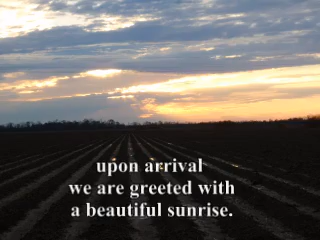 upon arrival
we are greeted with
a beautiful sunrise.